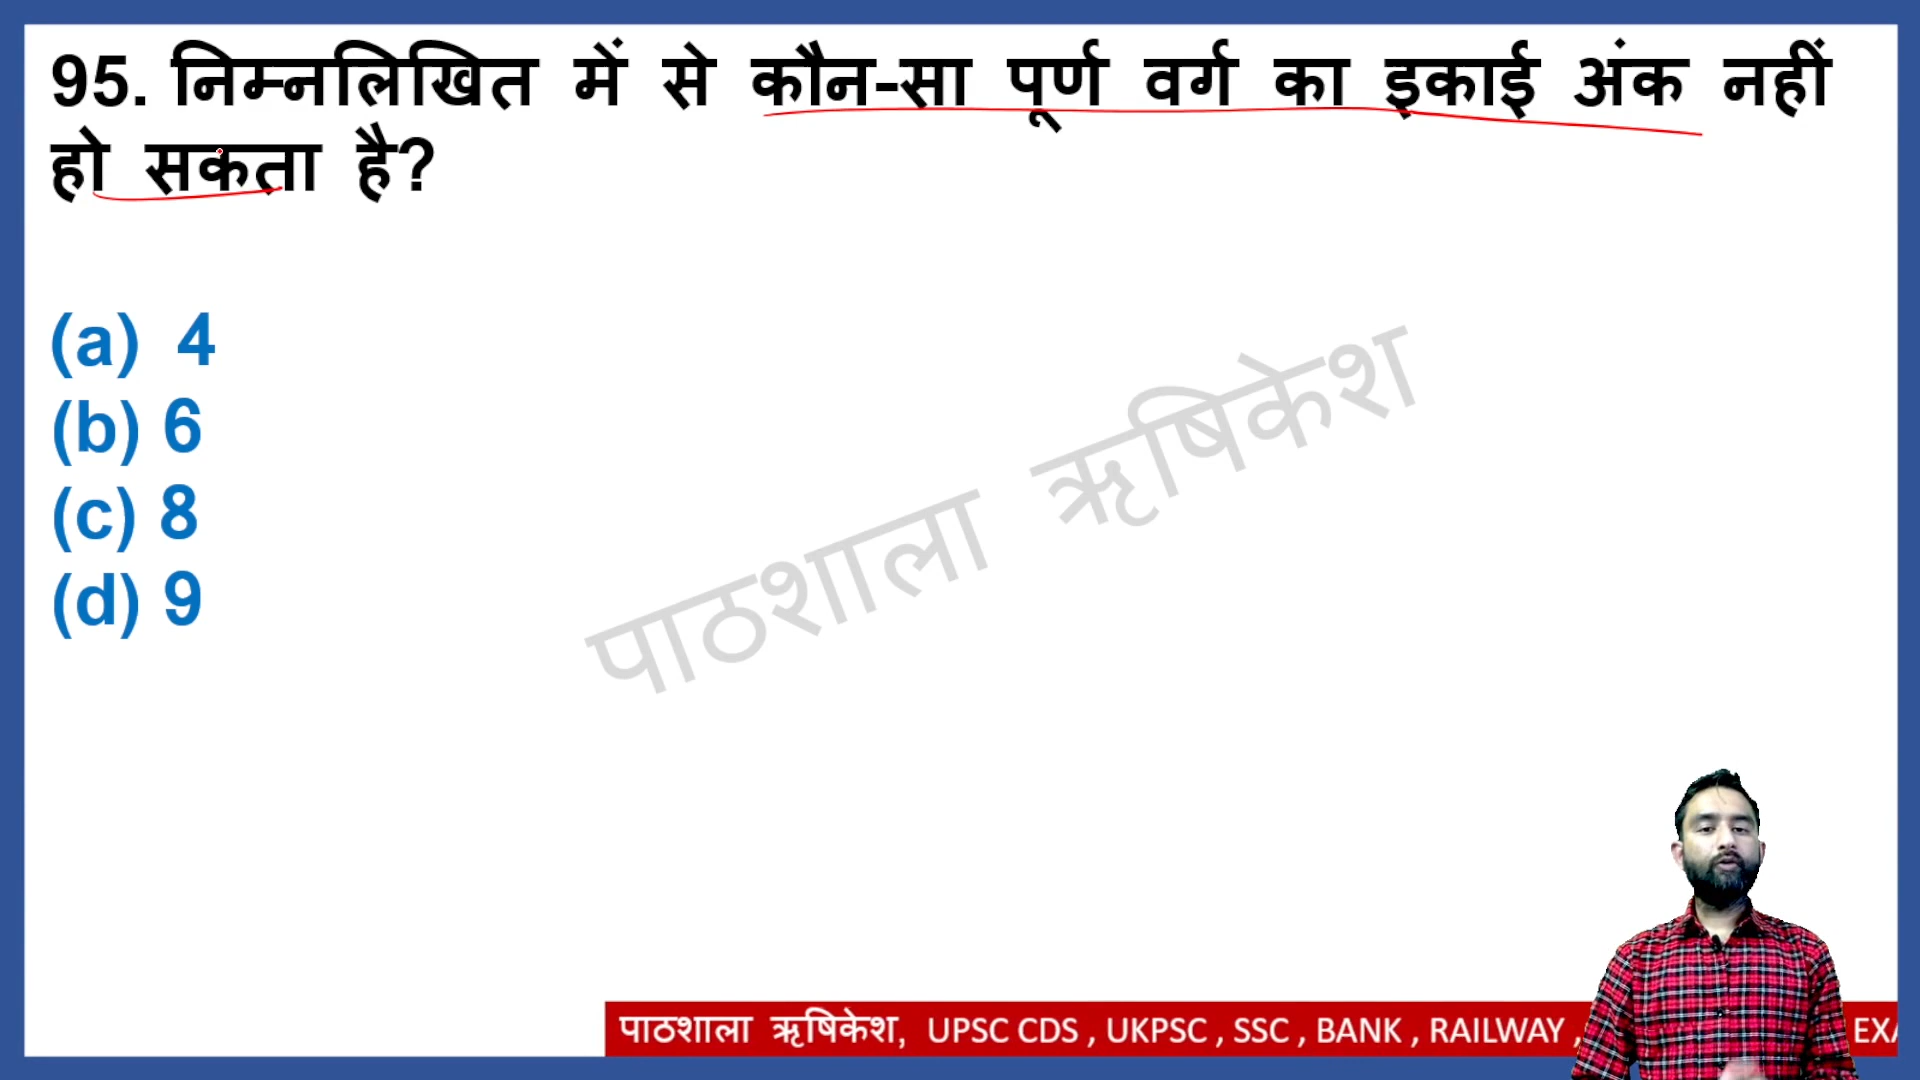 95. निम्नलिखित में से कौन-सा पूर्ण वर्ग का इकाई अंक नहीं
हो सकता है?
(a) 4
(b) 6
(c) 8
(d) 9
पाठशाला ऋषिकेश
पाठशाला ऋषिकेश, UPSC CDS , UKPSC , SSC , BANK , RAILWAY ,